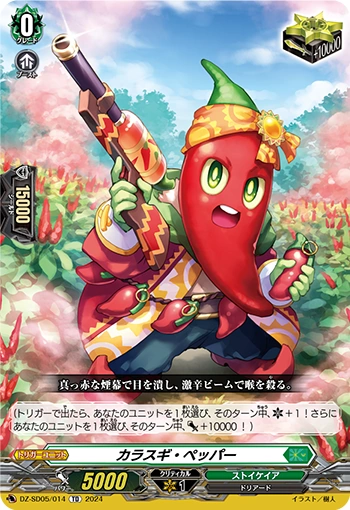 0
グレード
ブースト
+10000
15000
シールド
真っ赤な煙幕で目を潰し、激辛ビームで喉を殺る。
(トリガーで出たら、あなたのユニットを1枚選び、そのターン中、+1！さらに
あなたのユニットを1枚選び、そのターン中、+10000！)
トリガーユニット
カラスギ・ペッパー
パワー
5000
クリティカル
1
ストイケイア
ドリアード
DZ-SD05/014 TD 2024
イラスト/樹人